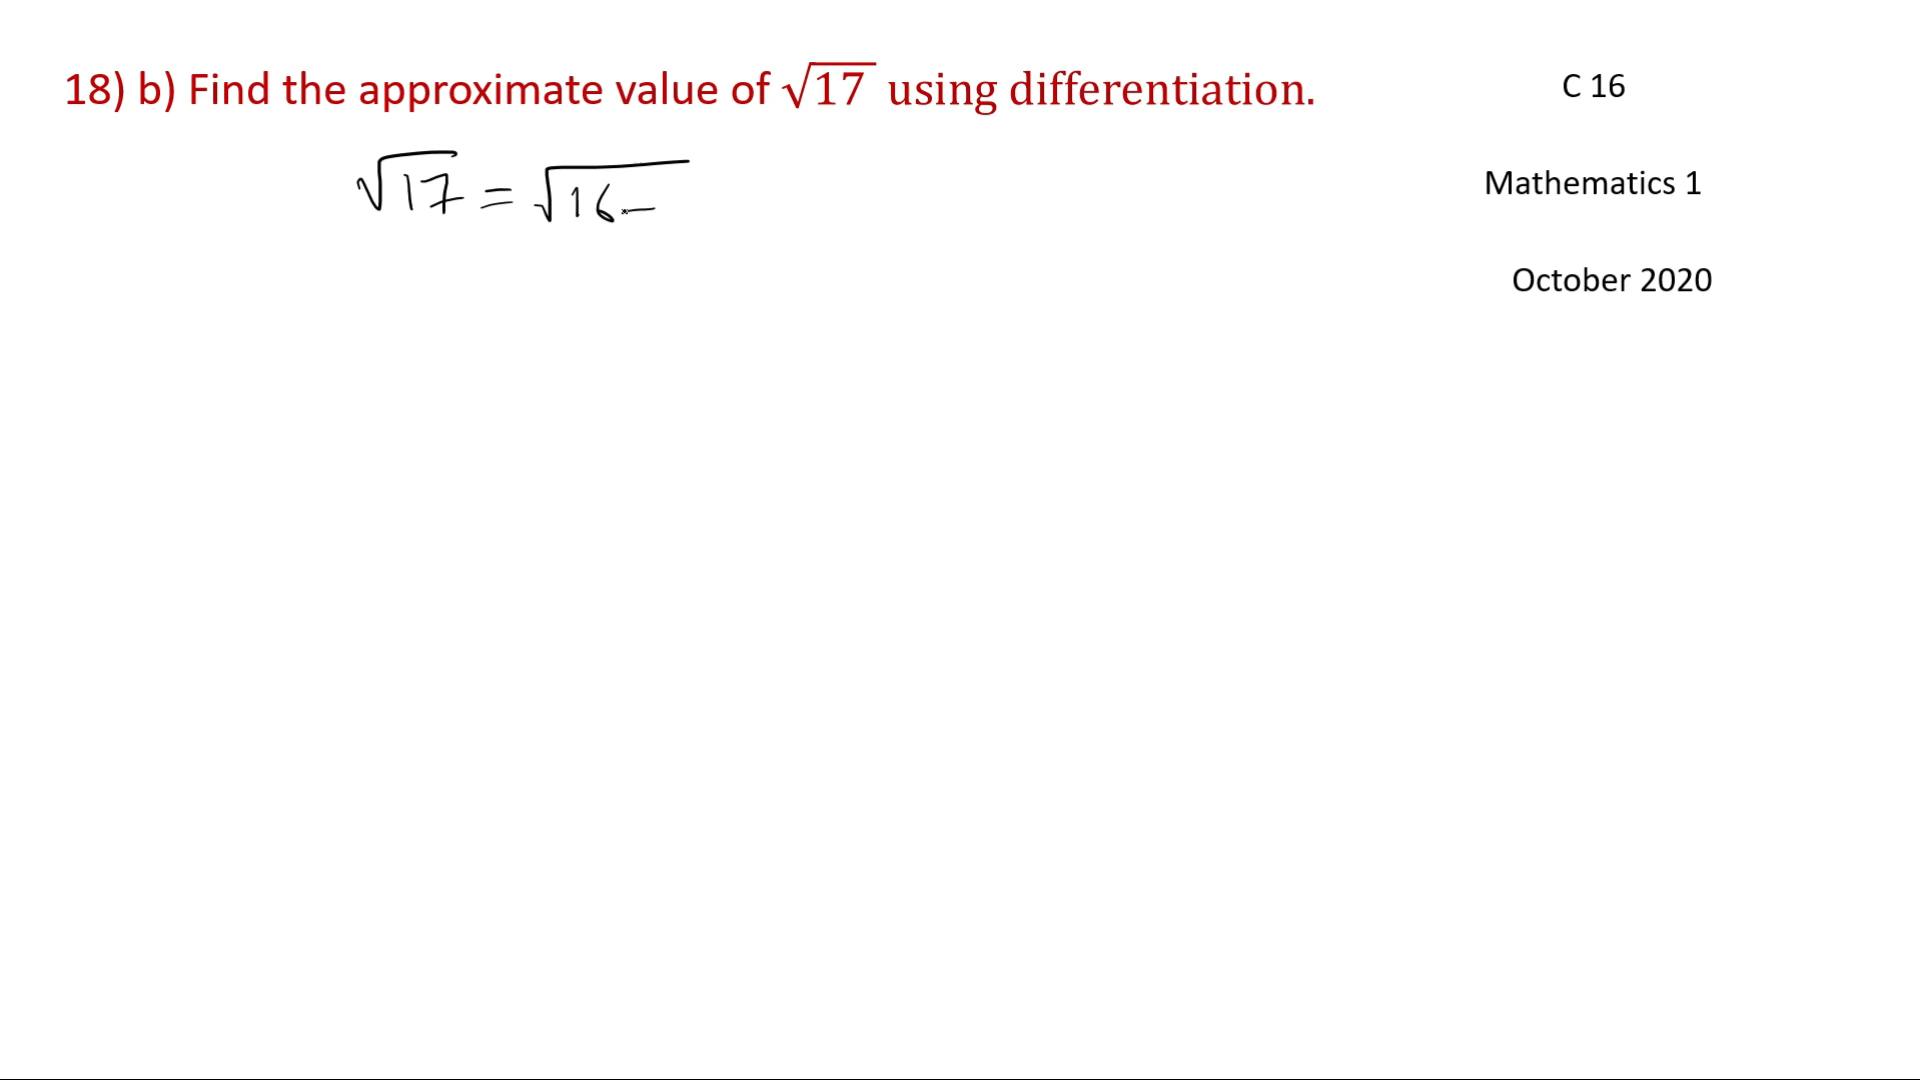 18) b) Find the approximate value of √17 using differentiation.
C 16
√17 = √16-
Mathematics 1
October 2020